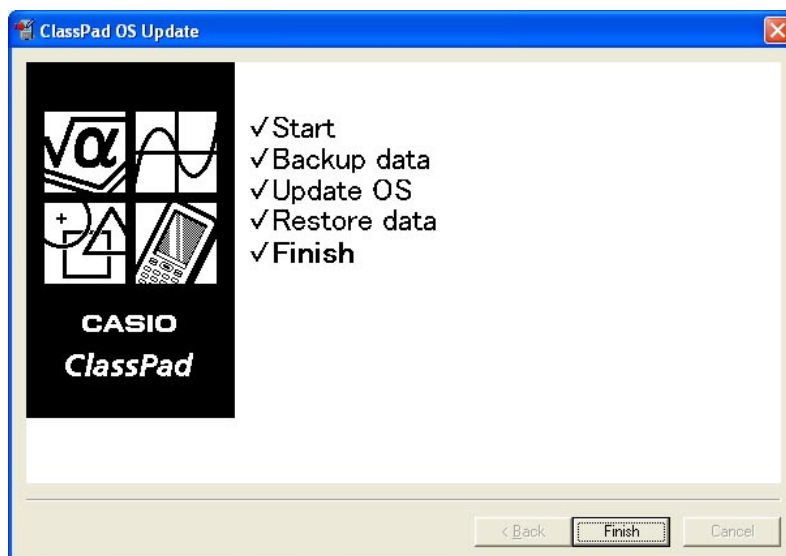 ClassPad OS Update
√α
✓Start
✓Backup data
✓Update OS
✓Restore data
✓Finish
CASIO
ClassPad
< Back
Finish
Cancel